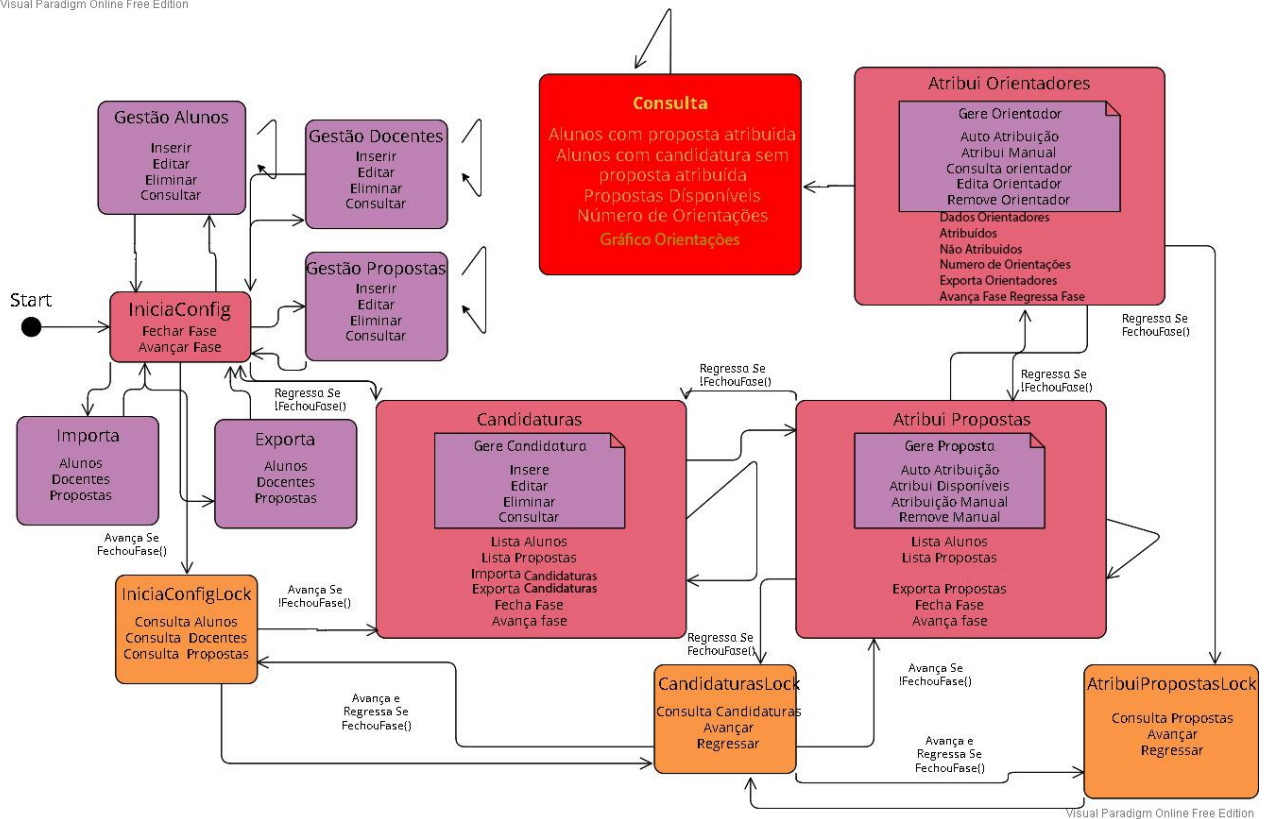 Visual Paradigm Online Free Edition
Gestão Alunos
Inserir
Editar
Eliminar
Consultar
Gestão Docentes
Inserir
Editar
Eliminar
Consultar
Gestão Propostas
Inserir
Editar
Eliminar
Consultar
Consulta
Alunos com proposta atribuida
Alunos com candidatura sem
proposta atribuída
Propostas Dísponíveis
Número de Orientações
Gráfico Orientações
Atribui Orientadores
Gere Orientador
Auto Atribuição
Atribui Manual
Consulta orientador
Edita Orientador
Remove Orientador
Dados Orientadores
Atribuídos
Não Atribuidos
Numero de Orientações
Exporta Orientadores
Avança Fase Regressa Fase
Start
IniciaConfig
Fechar Fase
Avançar Fase
Regressa Se
FechouFase()
Regressa Se
!FechouFase()
Regressa Se
!FechouFase()
Regressa Se
!FechouFase()
Importa
Alunos
Docentes
Propostas
Exporta
Alunos
Docentes
Propostas
Candidaturas
Gere Candidatura
Insere
Editar
Eliminar
Consultar
Lista Alunos
Lista Propostas
Importa Candidaturas
Exporta Candidaturas
Fecha Fase
Avança fase
Atribui Propostas
Gere Proposta
Auto Atribuição
Atribui Disponíveis
Atribuição Manual
Remove Manual
Lista Alunos
Lista Propostas
Exporta Propostas
Fecha Fase
Avança fase
Avança Se
FechouFase()
IniciaConfigLock
Consulta Alunos
Consulta Docentes
Consulta Propostas
Avança Se
!FechouFase()
Regressa Se
FechouFase()
Avança e
Regressa Se
FechouFase()
CandidaturasLock
Consulta Candidaturas
Avançar
Regressar
Avança Se
!FechouFase()
Avança e
Regressa Se
FechouFase()
AtribuiPropostasLock
Consulta Propostas
Avançar
Regressar
Visual Paradigm Online Free Edition